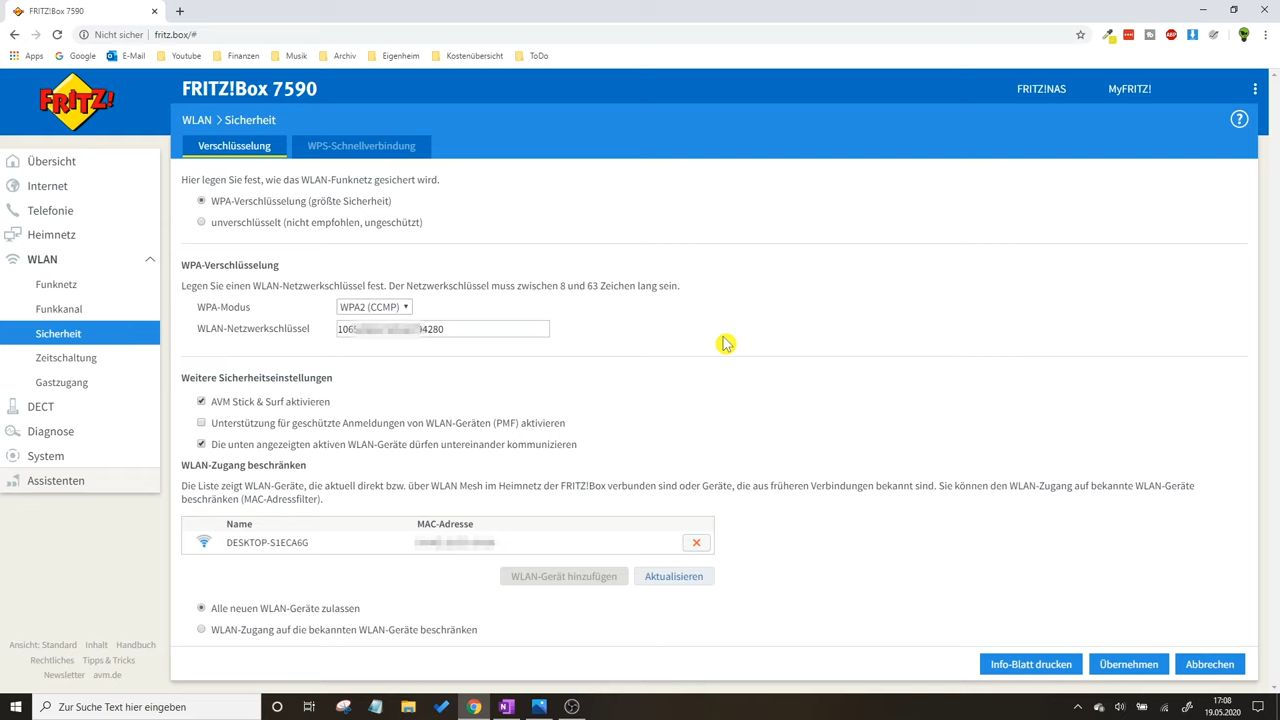 FRITZ!Box 7590
Nicht sicher
fritz.box/#
Apps
Google
E-Mail
Youtube
Finanzen
Musik
Archiv
Eigenheim
Kostenübersicht
ToDo
FRITZ!
FRITZ!Box 7590
FRITZ!NAS
MyFRITZ!
WLAN > Sicherheit
Verschlüsselung
WPS-Schnellverbindung
Übersicht
Internet
Telefonie
Heimnetz
WLAN
Funknetz
Funkkanal
Sicherheit
Zeitschaltung
Gastzugang
DECT
Diagnose
System
Assistenten
Ansicht: Standard Inhalt Handbuch
Rechtliches Tipps & Tricks
Newsletter avm.de
Hier legen Sie fest, wie das WLAN-Funknetz gesichert wird.
WPA-Verschlüsselung (größte Sicherheit)
unverschlüsselt (nicht empfohlen, ungeschützt)
WPA-Verschlüsselung
Legen Sie einen WLAN-Netzwerkschlüssel fest. Der Netzwerkschlüssel muss zwischen 8 und 63 Zeichen lang sein.
WPA-Modus
WPA2 (CCMP)
WLAN-Netzwerkschlüssel
Weitere Sicherheitseinstellungen
AVM Stick & Surf aktivieren
Unterstützung für geschützte Anmeldungen von WLAN-Geräten (PMF) aktivieren
Die unten angezeigten aktiven WLAN-Geräte dürfen untereinander kommunizieren
WLAN-Zugang beschränken
Die Liste zeigt WLAN-Geräte, die aktuell direkt bzw. über WLAN Mesh im Heimnetz der FRITZ!Box verbunden sind oder Geräte, die aus früheren Verbindungen bekannt sind. Sie können den WLAN-Zugang auf bekannte WLAN-Geräte
beschränken (MAC-Adressfilter).
Name
MAC-Adresse
DESKTOP-S1ECA6G
WLAN-Gerät hinzufügen
Aktualisieren
Alle neuen WLAN-Geräte zulassen
WLAN-Zugang auf die bekannten WLAN-Geräte beschränken
Info-Blatt drucken
Übernehmen
Abbrechen
Zur Suche Text hier eingeben
17:08
19.05.2020